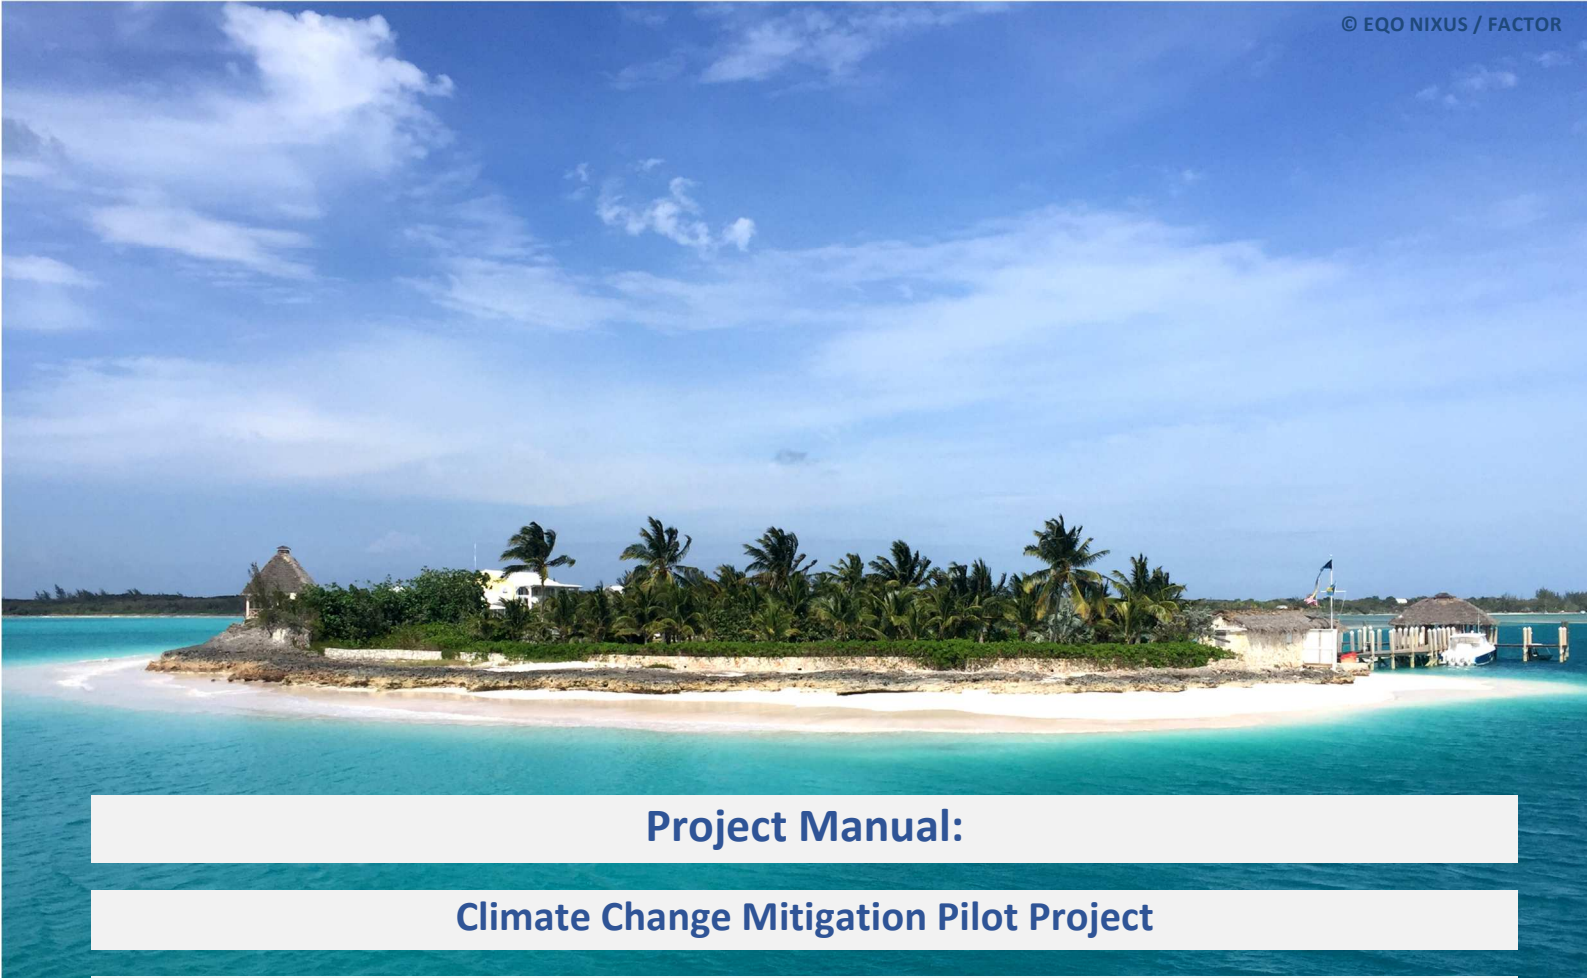 © EQO NIXUS / FACTOR
Project Manual:
Climate Change Mitigation Pilot Project